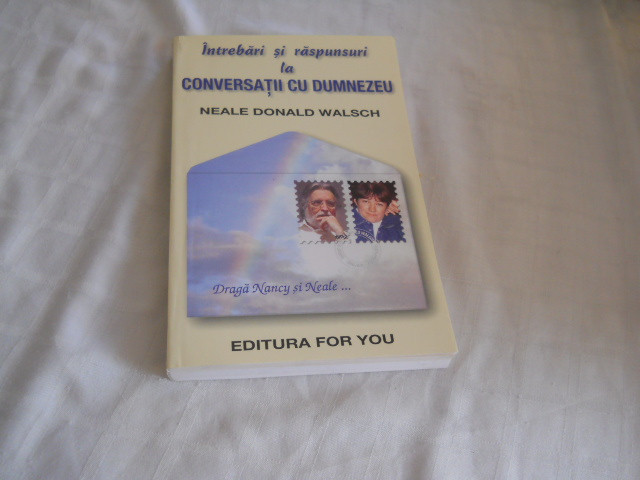 Întrebări și răspunsuri
la
CONVERSAȚII CU DUMNEZEU
NEALE DONALD WALSCH
Dragă Nancy și Neale ...
EDITURA FOR YOU